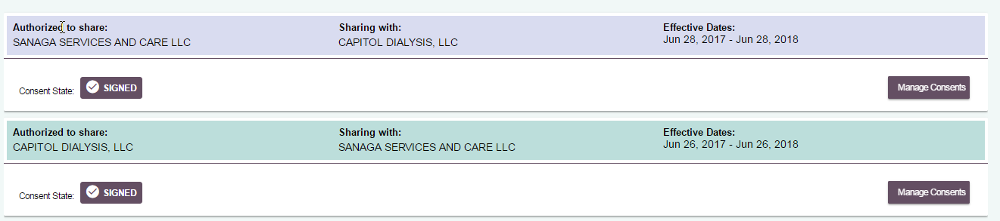 Authorized to share: Sharing with: Effective Dates:
SANAGA SERVICES AND CARE LLC CAPITOL DIALYSIS, LLC Jun 28, 2017 - Jun 28, 2018
Consent State: SIGNED Manage Consents
Authorized to share: Sharing with: Effective Dates:
CAPITOL DIALYSIS, LLC SANAGA SERVICES AND CARE LLC Jun 26, 2017 - Jun 26, 2018
Consent State: SIGNED Manage Consents